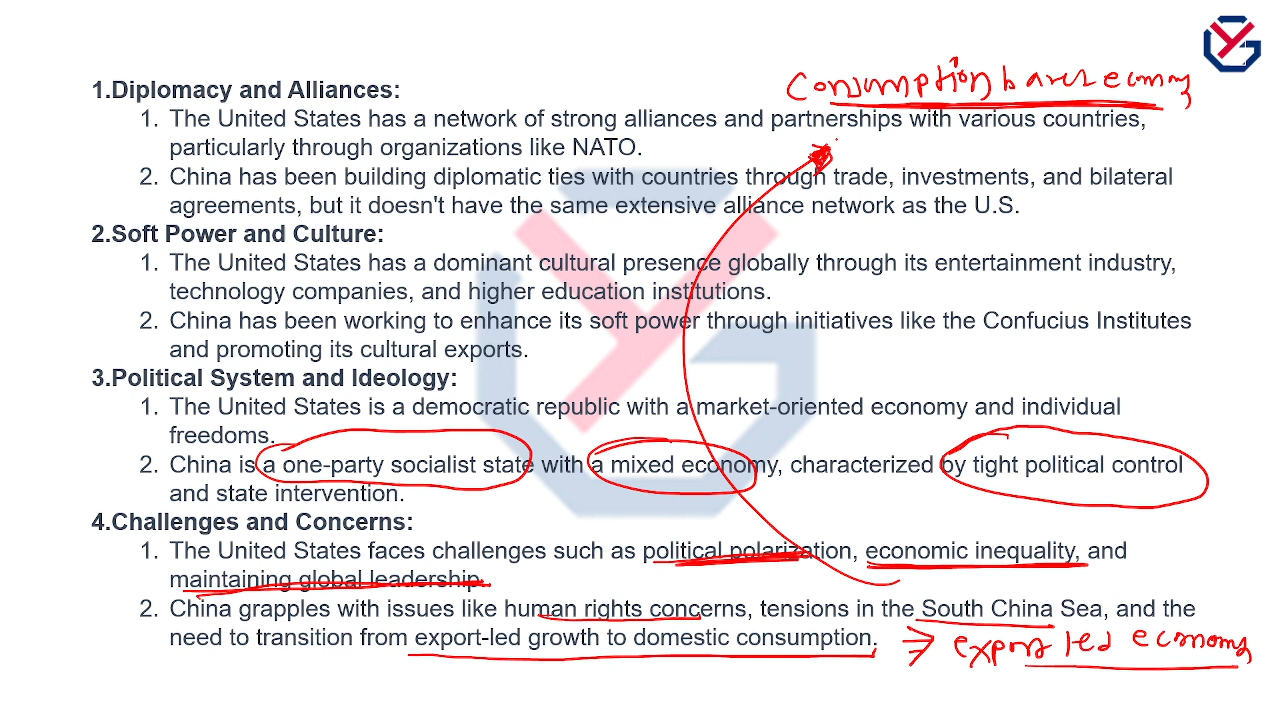 Consumption based economy
1.Diplomacy and Alliances:
1. The United States has a network of strong alliances and partnerships with various countries,
particularly through organizations like NATO.
2. China has been building diplomatic ties with countries through trade, investments, and bilateral
agreements, but it doesn't have the same extensive alliance network as the U.S.
2.Soft Power and Culture:
1. The United States has a dominant cultural presence globally through its entertainment industry,
technology companies, and higher education institutions.
2. China has been working to enhance its soft power through initiatives like the Confucius Institutes
and promoting its cultural exports.
3.Political System and Ideology:
1. The United States is a democratic republic with a market-oriented economy and individual
freedoms.
2. China is a one-party socialist state with a mixed economy, characterized by tight political control
and state intervention.
4.Challenges and Concerns:
1. The United States faces challenges such as political polarization, economic inequality, and
maintaining global leadership.
2. China grapples with issues like human rights concerns, tensions in the South China Sea, and the
need to transition from export-led growth to domestic consumption.
export led economy